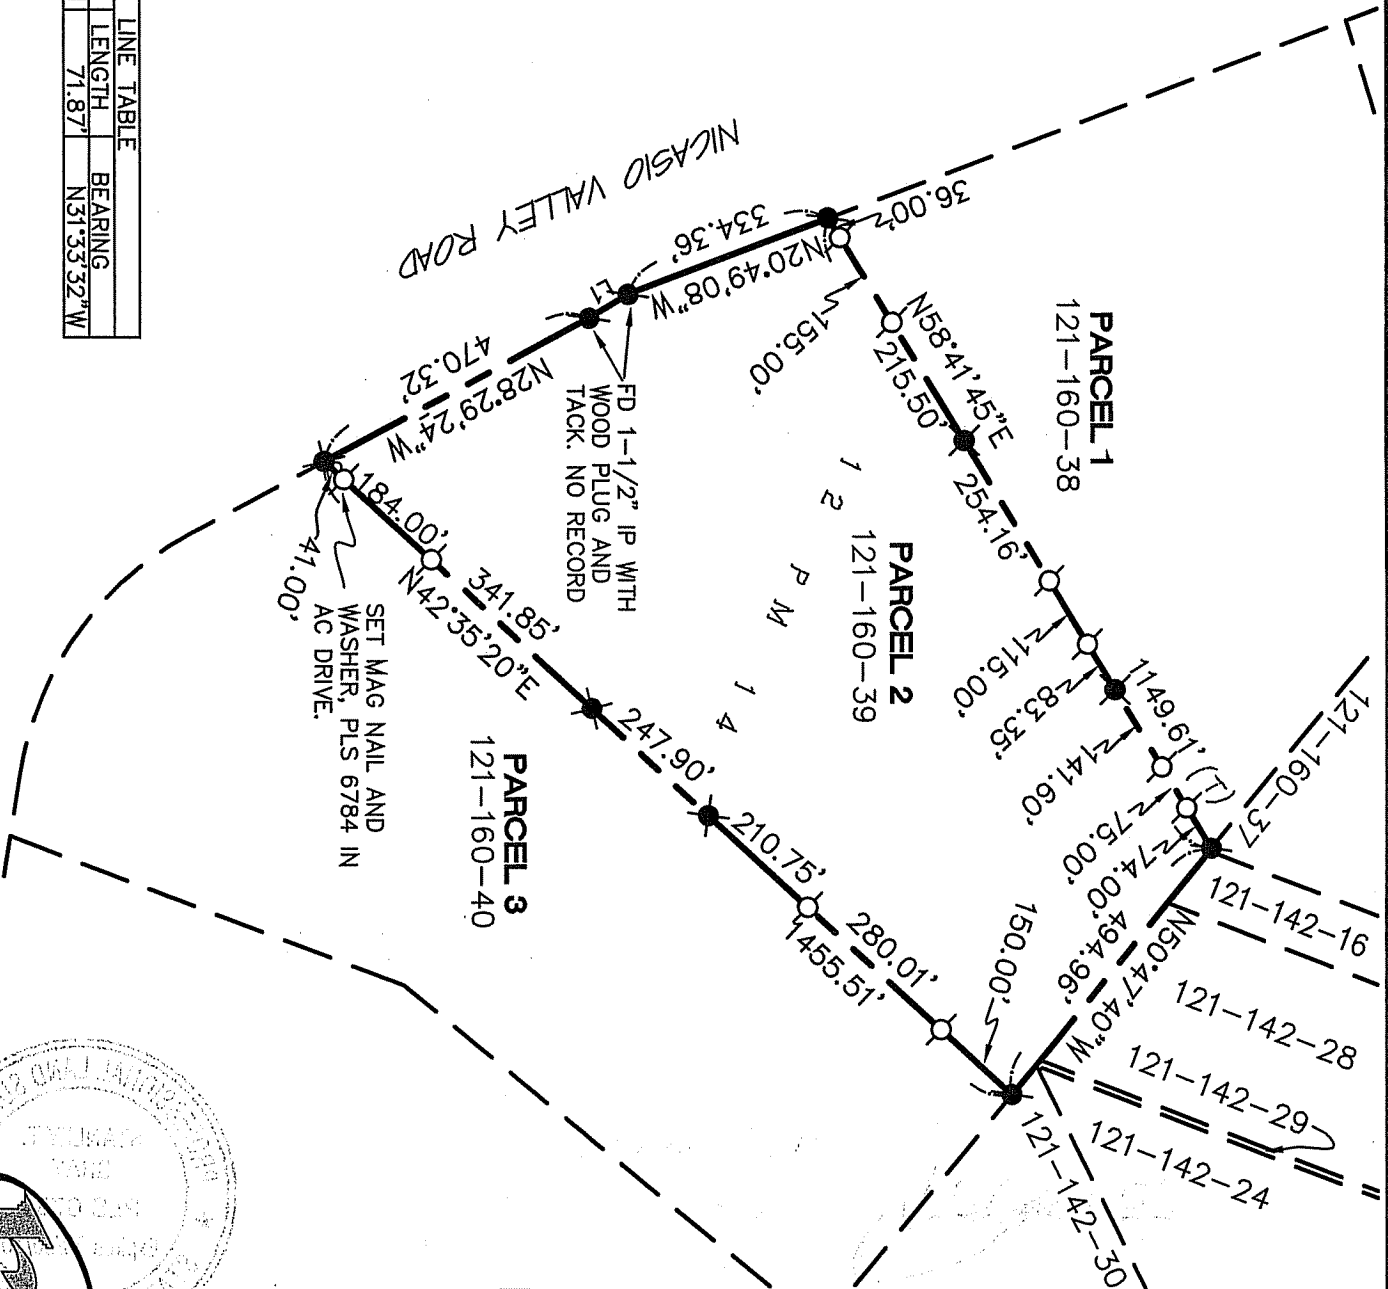 LINE TABLE
LENGTH BEARING
71.87' N31°33'32"W
NICASIO VALLEY ROAD
36.00'
334.36'
N20°49'08"W
L1
470.32'
N28°29'24"W
FD 1-1/2" IP WITH
WOOD PLUG AND
TACK. NO RECORD
155.00'
N58°41'45"E
215.50'
254.16'
115.00'
83.35'
1149.61' (T)
141.60'
75.00'
74.00'
PARCEL 1
121-160-38
PARCEL 2
121-160-39
12 PM 14
184.00'
41.00'
SET MAG NAIL AND
WASHER, PLS 6784 IN
AC DRIVE.
N42°35'20"E
341.85'
247.90'
210.75'
1455.51'
280.01'
150.00'
PARCEL 3
121-160-40
N50°47'40"W
494.96'
121-160-37
121-142-16
121-142-28
121-142-29
121-142-24
121-142-30